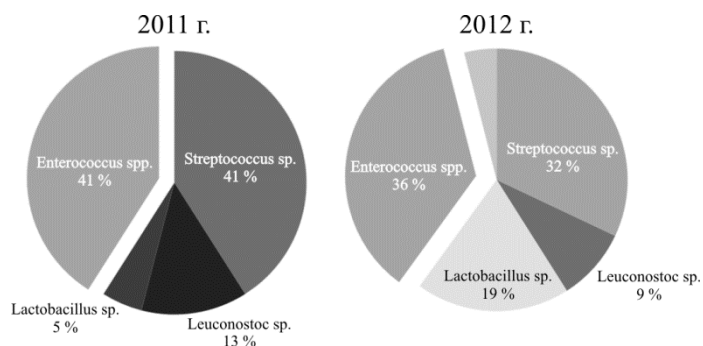 2011 г.
Enterococcus spp.
41 %
Streptococcus sp.
41 %
Lactobacillus sp.
5 %
Leuconostoc sp.
13 %
2012 г.
Enterococcus spp.
36 %
Streptococcus sp.
32 %
Lactobacillus sp.
19 %
Leuconostoc sp.
9 %